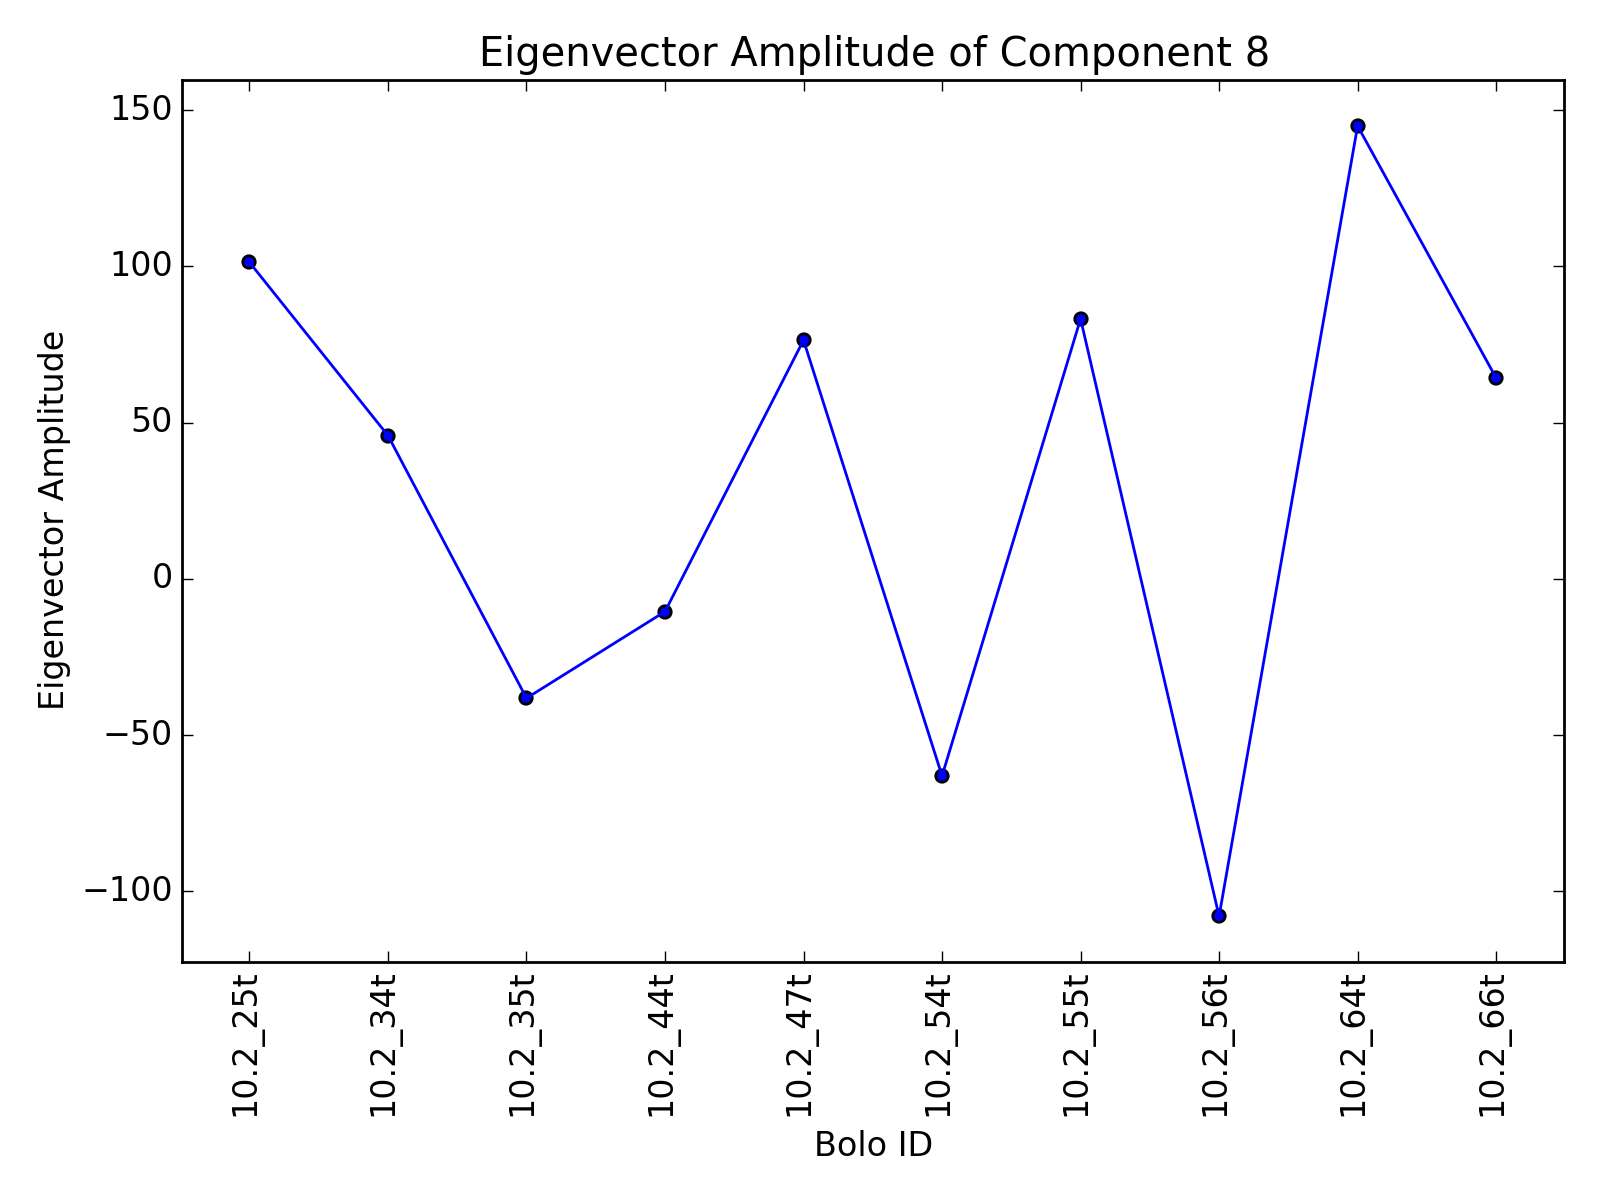 Eigenvector Amplitude of Component 8
150
100
50
0
−50
−100
Eigenvector Amplitude
10.2_25t
10.2_34t
10.2_35t
10.2_44t
10.2_47t
10.2_54t
10.2_55t
10.2_56t
10.2_64t
10.2_66t
Bolo ID